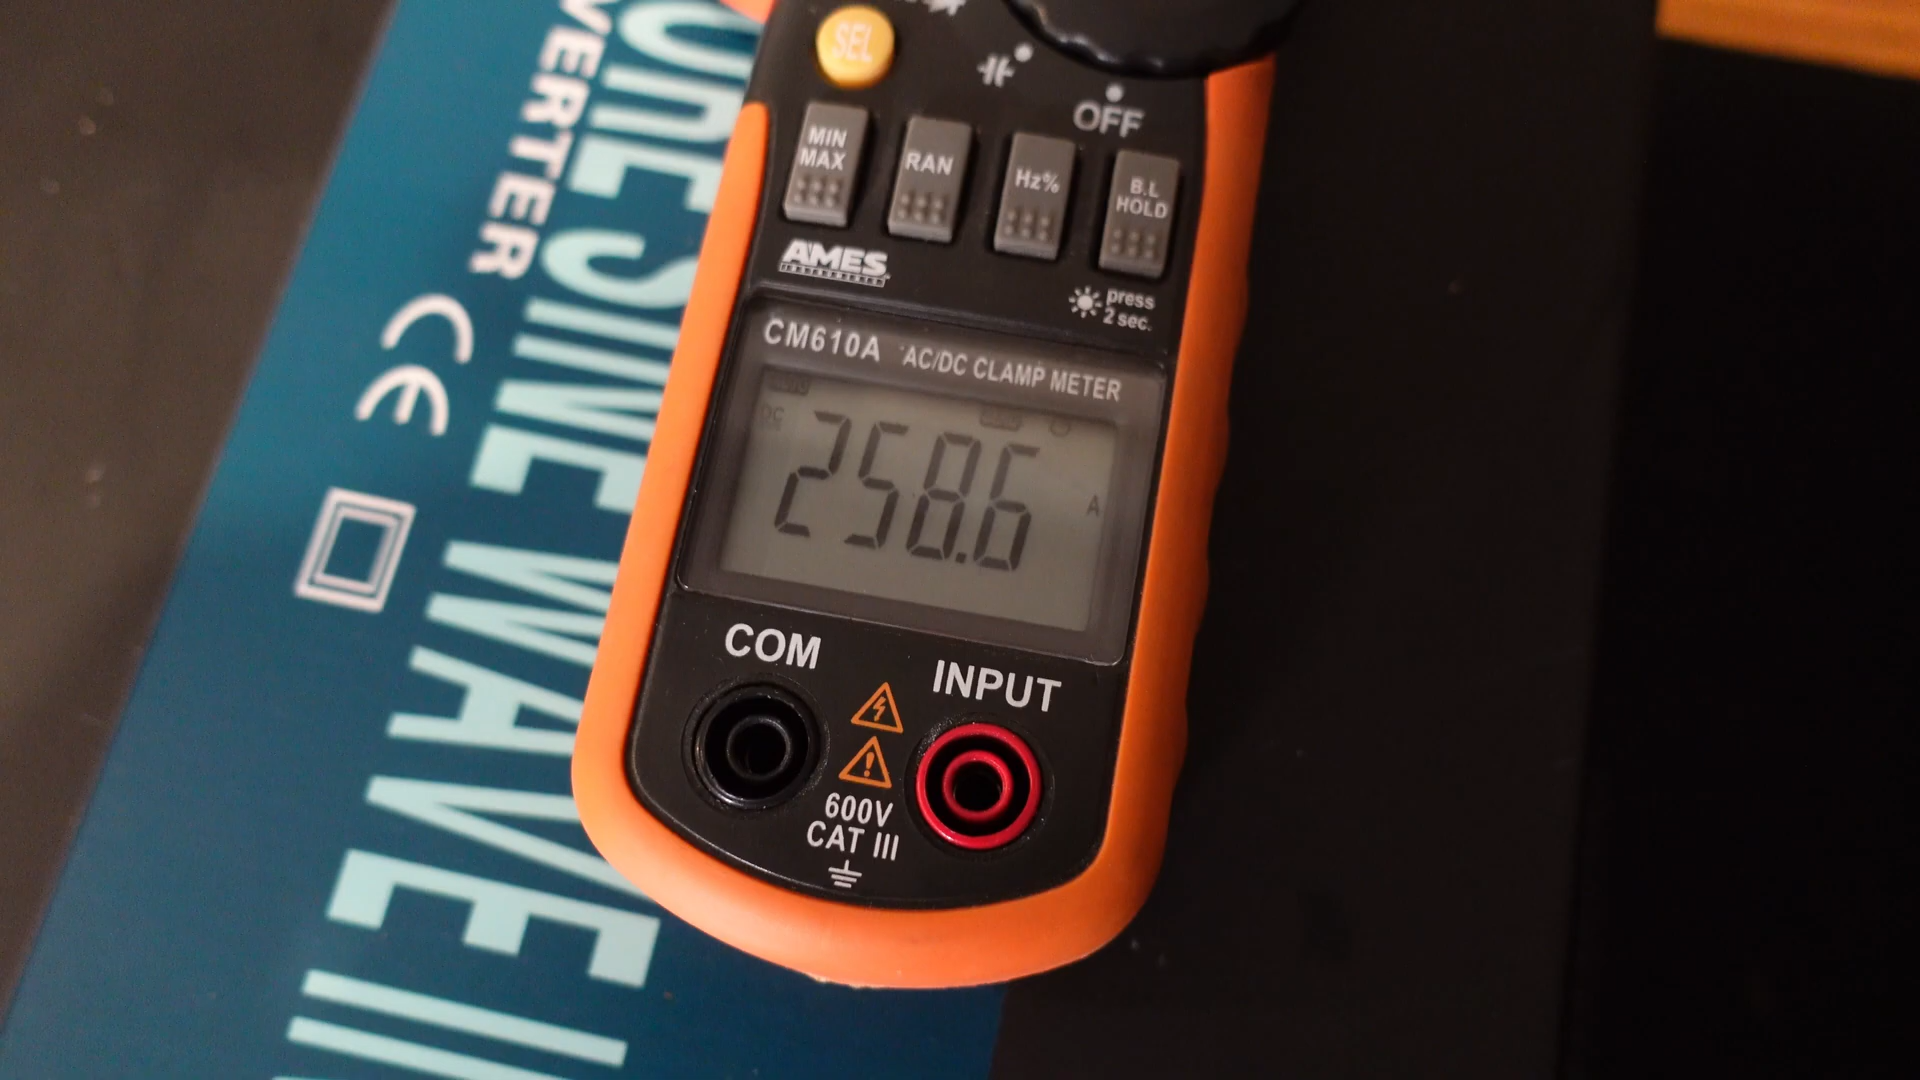 SEL
OFF
MIN
MAX
RAN
Hz%
B.L
HOLD
AMES
press
2 sec.
CM610A AC/DC CLAMP METER
DC
258.6
A
COM
INPUT
600V
CAT III
VERTER
CE
SINE WAVE